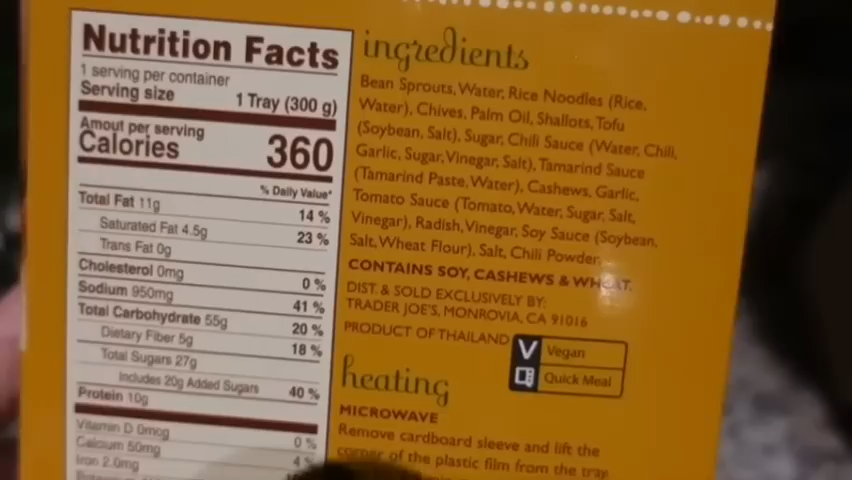 Nutrition Facts
1 serving per container
Serving size 1 Tray (300 g)
Amout per serving
Calories 360
% Daily Value*
Total Fat 11g 14 %
Saturated Fat 4.5g 23 %
Trans Fat 0g
Cholesterol 0mg 0 %
Sodium 950mg 41 %
Total Carbohydrate 55g 20 %
Dietary Fiber 5g 18 %
Total Sugars 27g
Includes 20g Added Sugars 40 %
Protein 10g
Vitamin D 0mcg 0 %
Calcium 50mg 4 %
Iron 2.0mg
ingredients
Bean Sprouts, Water, Rice Noodles (Rice,
Water), Chives, Palm Oil, Shallots, Tofu
(Soybean, Salt), Sugar, Chili Sauce (Water, Chili,
Garlic, Sugar, Vinegar, Salt), Tamarind Sauce
(Tamarind Paste, Water), Cashews, Garlic,
Tomato Sauce (Tomato, Water, Sugar, Salt,
Vinegar), Radish, Vinegar, Soy Sauce (Soybean,
Salt, Wheat Flour), Salt, Chili Powder.
CONTAINS SOY, CASHEWS & WHEAT.
DIST. & SOLD EXCLUSIVELY BY:
TRADER JOE'S, MONROVIA, CA 91016
PRODUCT OF THAILAND
V Vegan
Quick Meal
heating
MICROWAVE
Remove cardboard sleeve and lift the
corner of the plastic film from the tray